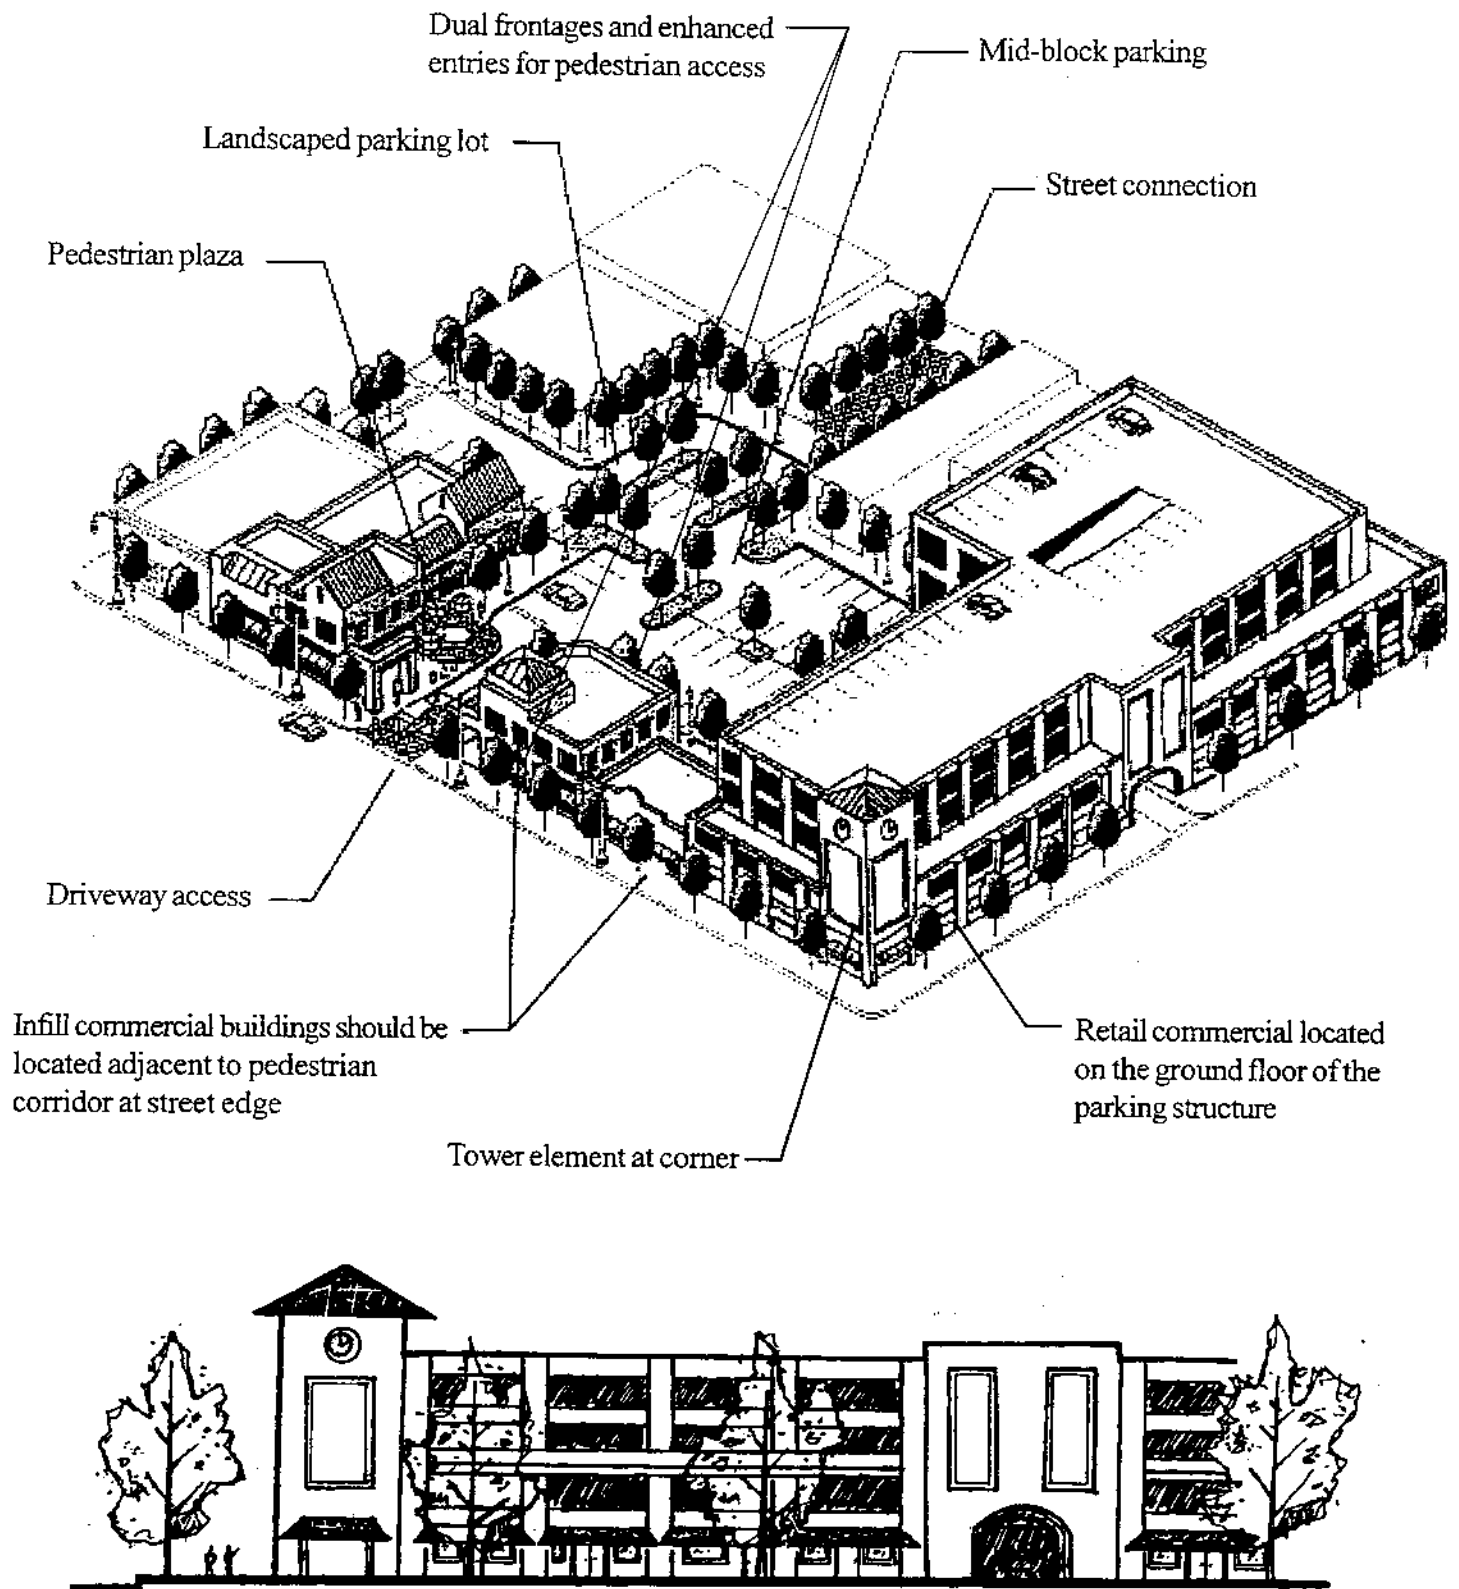 Dual frontages and enhanced
entries for pedestrian access
Mid-block parking
Landscaped parking lot
Street connection
Pedestrian plaza
Driveway access
Infill commercial buildings should be
located adjacent to pedestrian
corridor at street edge
Retail commercial located
on the ground floor of the
parking structure
Tower element at corner